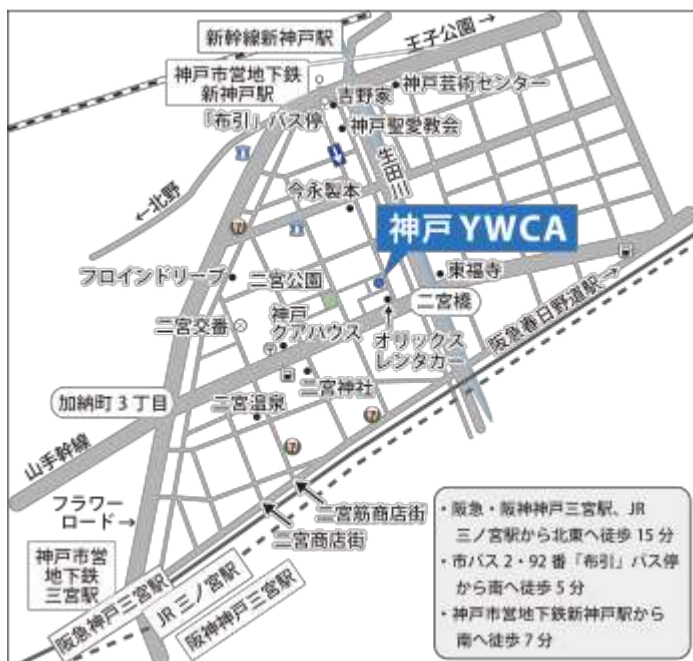 新幹線新神戸駅
王子公園→
神戸市営地下鉄
新神戸駅
神戸芸術センター
吉野家
「布引」バス停
神戸聖愛教会
生田川
←北野
今永製本
神戸 YWCA
フロインドリーブ
二宮公園
東福寺
二宮橋
阪急春日野道駅→
二宮交番
神戸
クアハウス
オリックス
レンタカー
二宮神社
加納町 3 丁目
二宮温泉
山手幹線
フラワー
ロード→
二宮筋商店街
二宮商店街
神戸市営
地下鉄
三宮駅
阪急神戸三宮駅
JR 三ノ宮駅
阪神神戸三宮駅
・阪急・阪神神戸三宮駅、JR
三ノ宮駅から北東へ徒歩 15 分
・市バス 2・92 番「布引」バス停
から南へ徒歩 5 分
・神戸市営地下鉄新神戸駅から
南へ徒歩 7 分